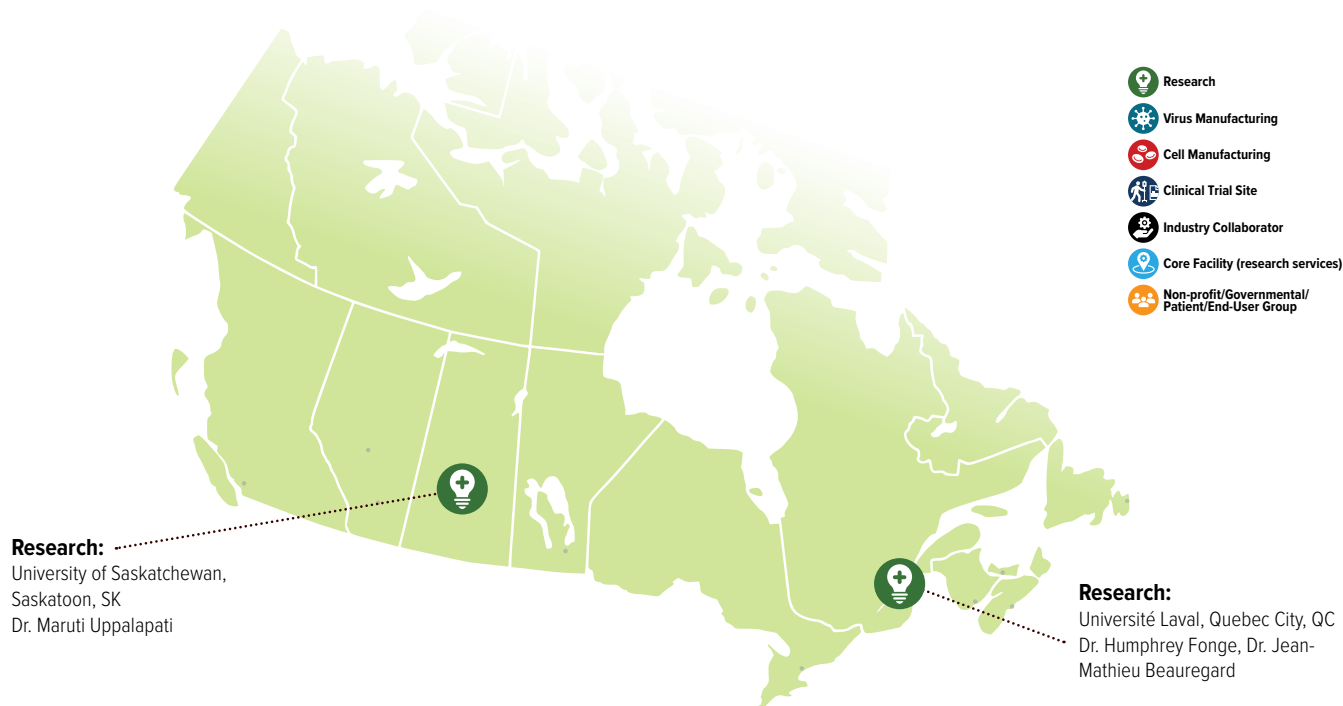 Research
Virus Manufacturing
Cell Manufacturing
Clinical Trial Site
Industry Collaborator
Core Facility (research services)
Non-profit/Governmental/
Patient/End-User Group
Research:
University of Saskatchewan,
Saskatoon, SK
Dr. Maruti Uppalapati
Research:
Université Laval, Quebec City, QC
Dr. Humphrey Fonge, Dr. Jean-
Mathieu Beauregard